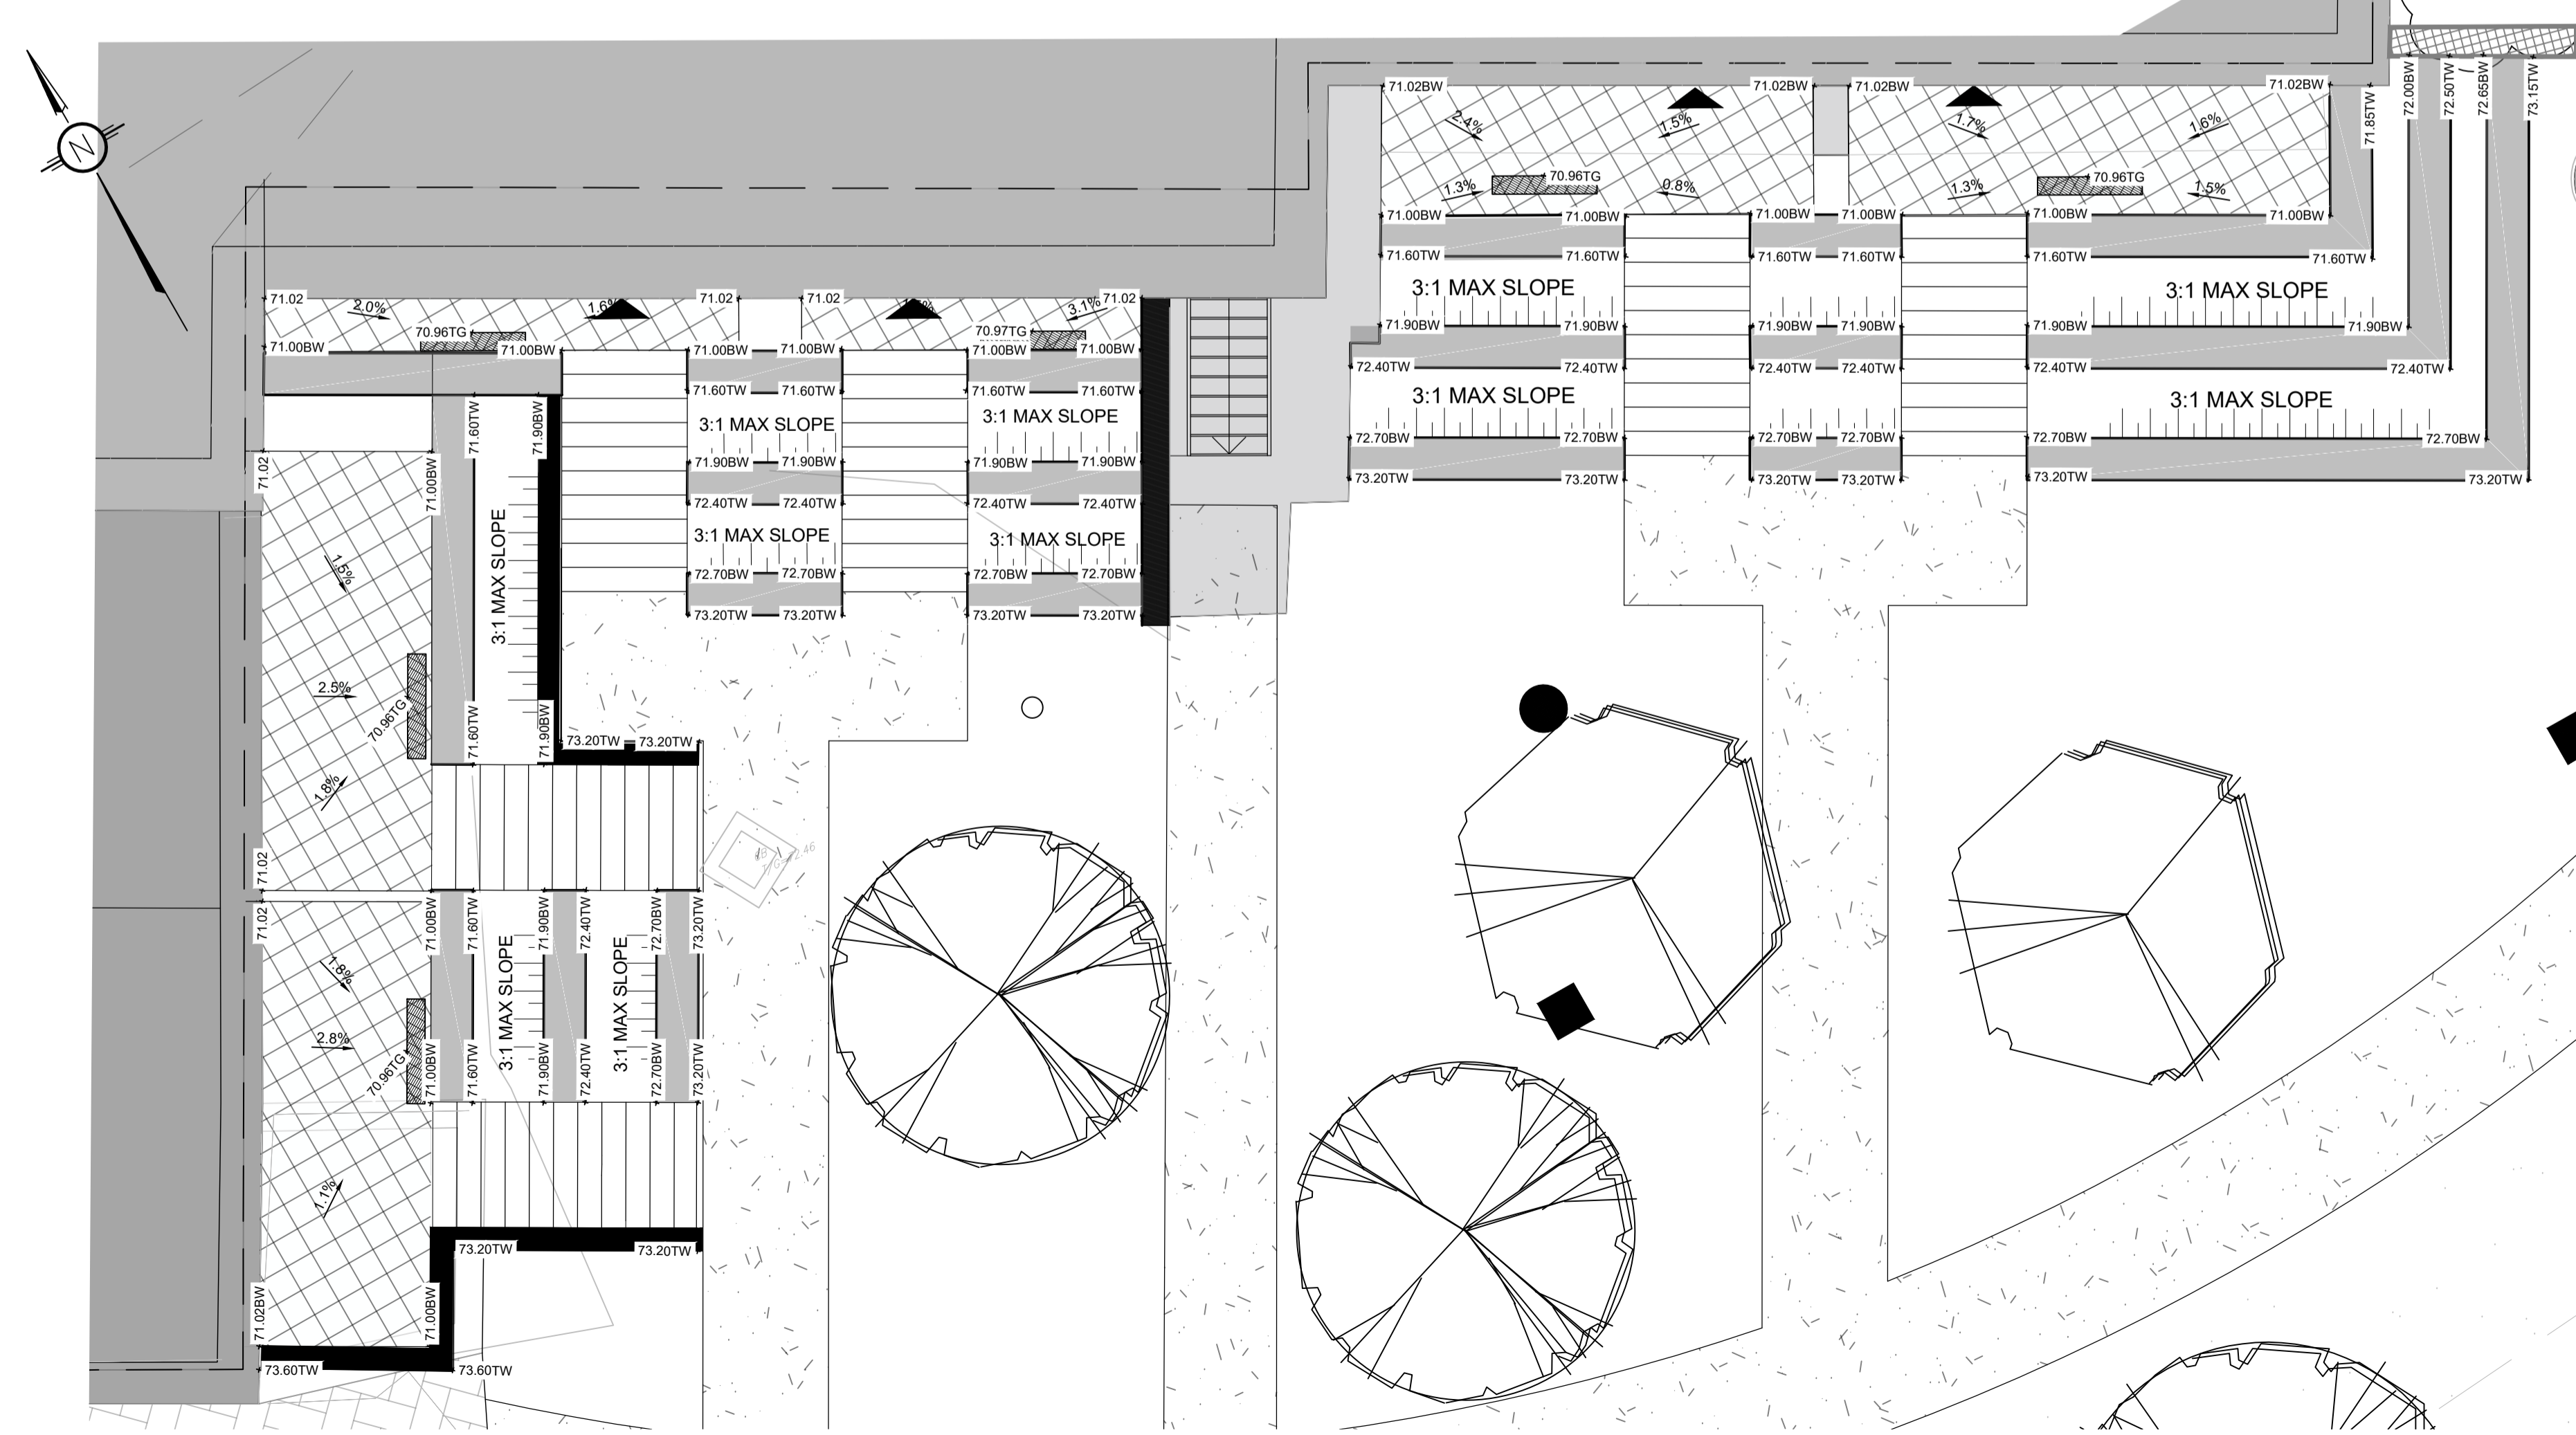 N
71.02BW 71.02BW 71.02BW 71.02BW
2.4% 1.5% 1.7% 1.6%
71.85TW 72.00BW 72.50TW 72.65BW 73.15TW
70.96TG 70.96TG
1.3% 0.8% 1.3% 1.5%
71.00BW 71.00BW 71.00BW 71.00BW 71.00BW 71.00BW
71.60TW 71.60TW 71.60TW 71.60TW 71.60TW 71.60TW
3:1 MAX SLOPE 3:1 MAX SLOPE
71.90BW 71.90BW 71.90BW 71.90BW 71.90BW 71.90BW
72.40TW 72.40TW 72.40TW 72.40TW 72.40TW 72.40TW
3:1 MAX SLOPE 3:1 MAX SLOPE
72.70BW 72.70BW 72.70BW 72.70BW 72.70BW 72.70BW
73.20TW 73.20TW 73.20TW 73.20TW 73.20TW 73.20TW
71.02 71.02 71.02 71.02
2.0% 1.6% 3.1%
70.96TG 70.97TG
71.00BW 71.00BW 71.00BW 71.00BW 71.00BW 71.00BW
71.60TW 71.60TW 71.60TW 71.60TW
3:1 MAX SLOPE 3:1 MAX SLOPE
71.90BW 71.90BW 71.90BW 71.90BW
72.40TW 72.40TW 72.40TW 72.40TW
3:1 MAX SLOPE 3:1 MAX SLOPE
72.70BW 72.70BW 72.70BW 72.70BW
73.20TW 73.20TW 73.20TW 73.20TW
71.02 71.00BW 71.60TW 71.90BW
1.5%
3:1 MAX SLOPE
2.5%
70.96TG
71.60TW 71.90BW
73.20TW 73.20TW
1.8%
71.02
71.02 71.00BW 71.60TW 71.90BW 72.40TW 72.70BW 73.20TW
1.8%
3:1 MAX SLOPE 3:1 MAX SLOPE
2.8%
70.96TG
71.00BW 71.60TW 71.90BW 72.40TW 72.70BW 73.20TW
1.1%
73.20TW 73.20TW
71.02BW 71.00BW
73.60TW 73.60TW